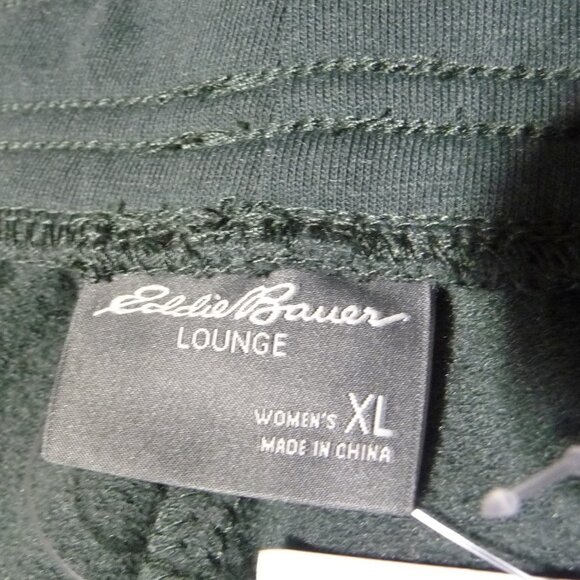 Eddie Bauer
LOUNGE
WOMEN'S XL
MADE IN CHINA